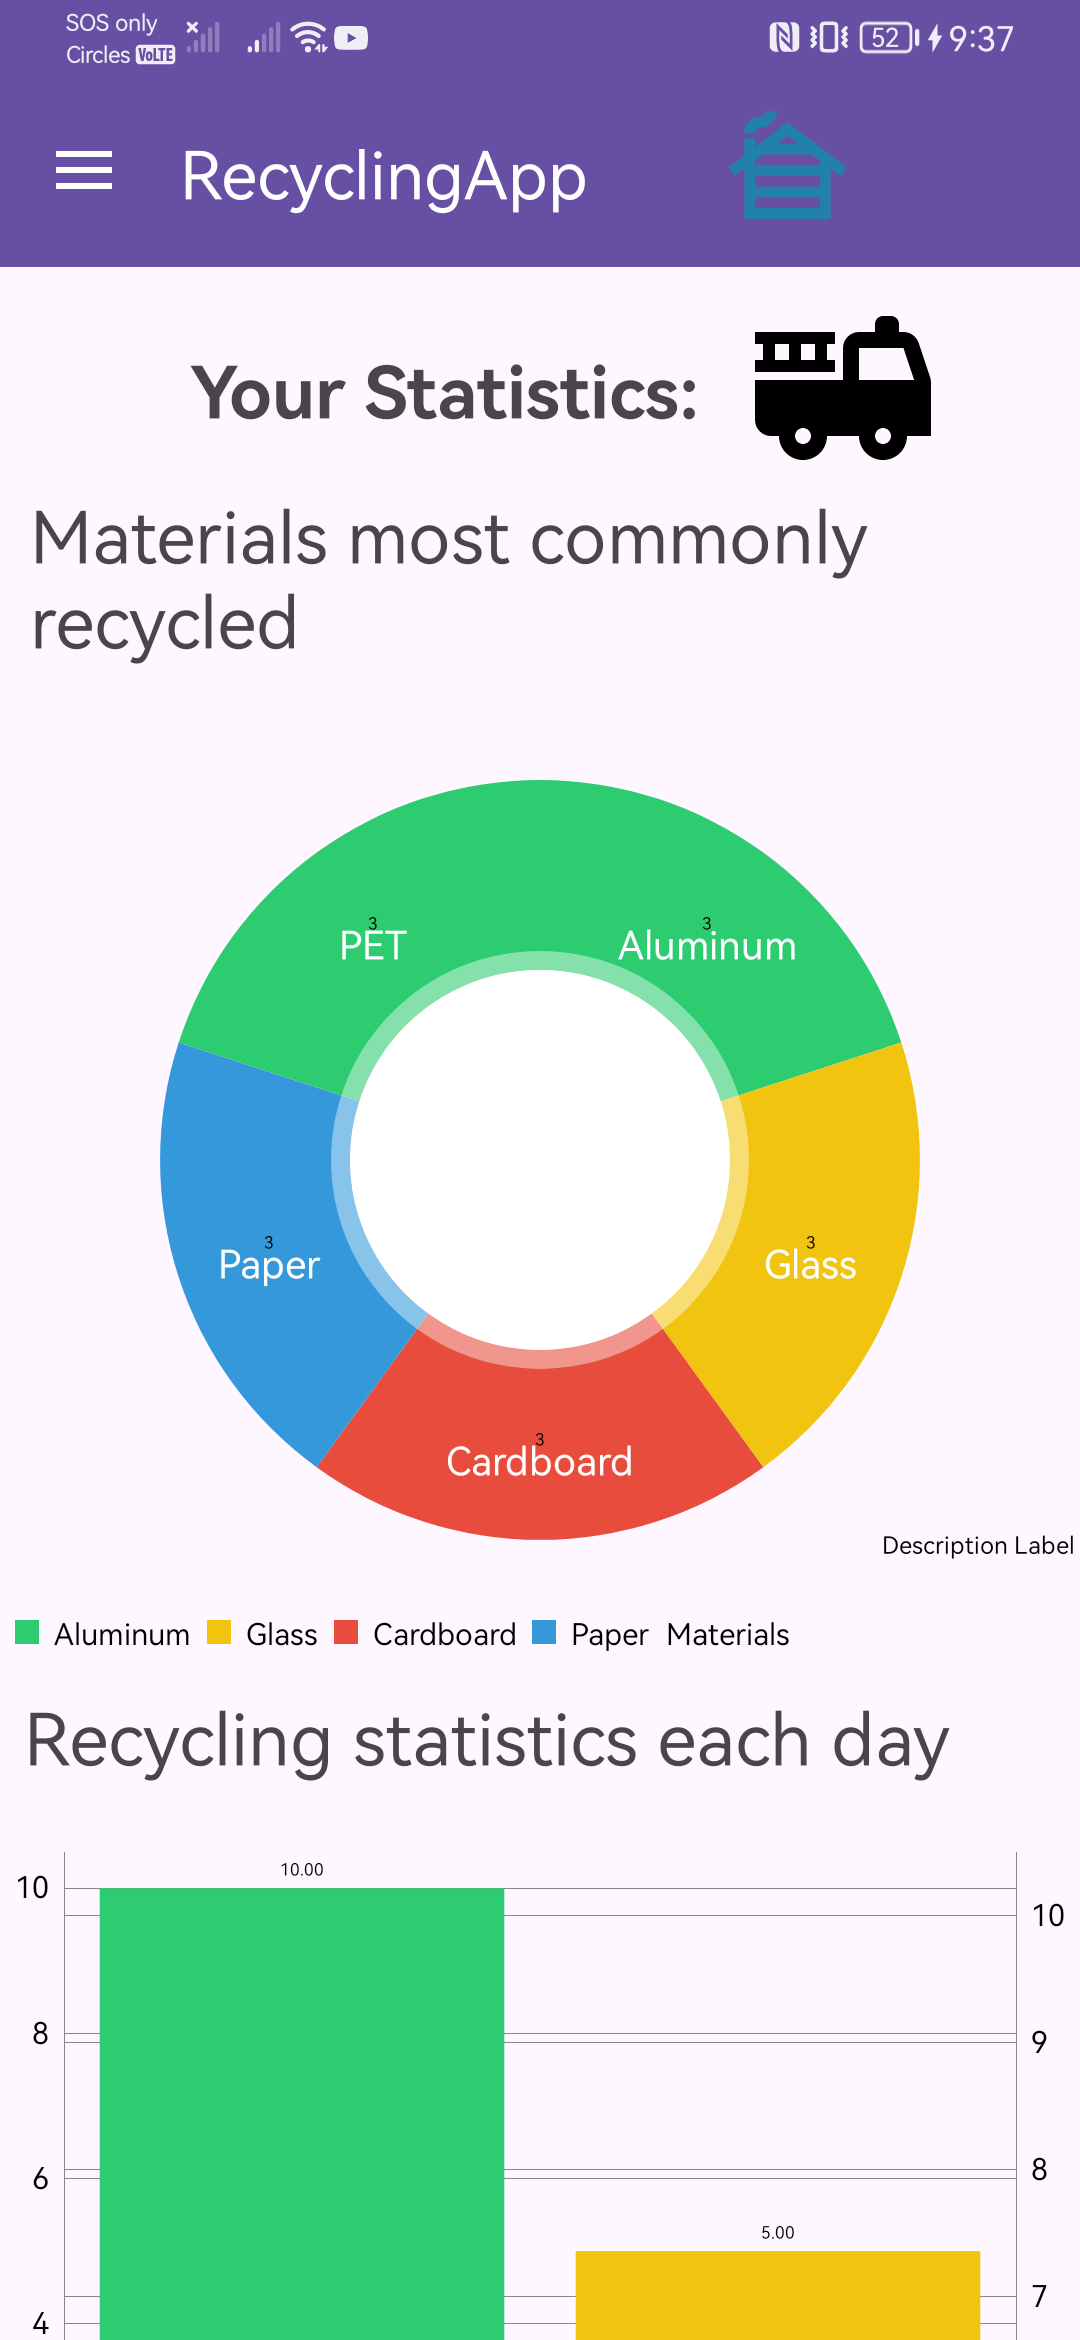 SOS only
Circles VoLTE
52
9:37
RecyclingApp
Your Statistics:
Materials most commonly
recycled
3
PET
3
Aluminum
3
Paper
3
Glass
3
Cardboard
Description Label
Aluminum Glass Cardboard Paper Materials
Recycling statistics each day
10.00
10
10
8
9
6
8
5.00
7
4